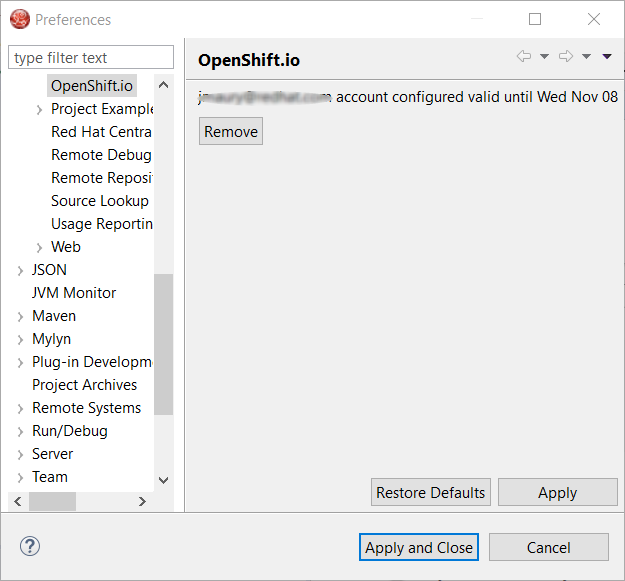 Preferences
type filter text
OpenShift.io
Project Example
Red Hat Centra
Remote Debug
Remote Reposi
Source Lookup
Usage Reportin
Web
JSON
JVM Monitor
Maven
Mylyn
Plug-in Developm
Project Archives
Remote Systems
Run/Debug
Server
Team
OpenShift.io
account configured valid until Wed Nov 08
Remove
Restore Defaults
Apply
Apply and Close
Cancel